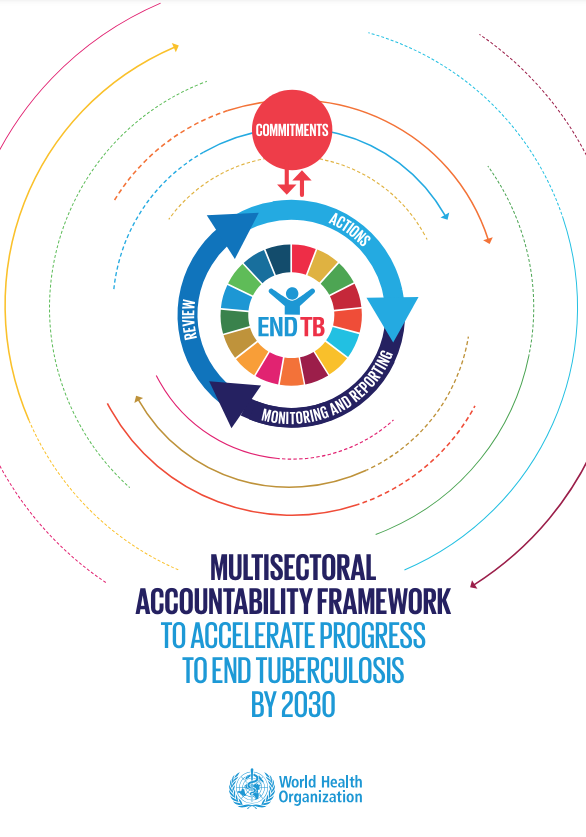 COMMITMENTS
ACTIONS
REVIEW
END TB
MONITORING AND REPORTING
MULTISECTORAL
ACCOUNTABILITY FRAMEWORK
TO ACCELERATE PROGRESS
TO END TUBERCULOSIS
BY 2030
World Health
Organization